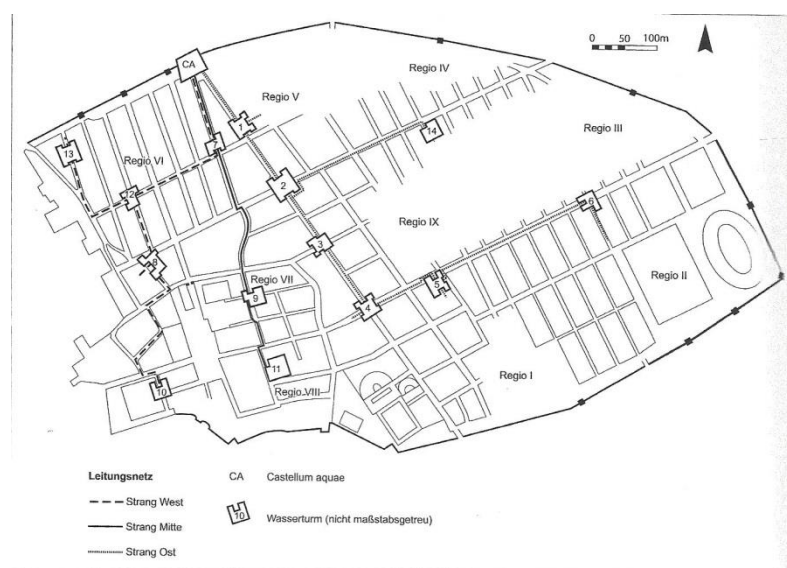 0 50 100m
CA
Regio IV
Regio V
1
14
Regio III
7
13
Regio VI
2
12
6
Regio IX
3
8
Regio VII
Regio II
5
9
4
11
Regio I
10
Regio VIII
Leitungsnetz
CA Castellum aquae
Strang West
10 Wasserturm (nicht maßstabsgetreu)
Strang Mitte
Strang Ost